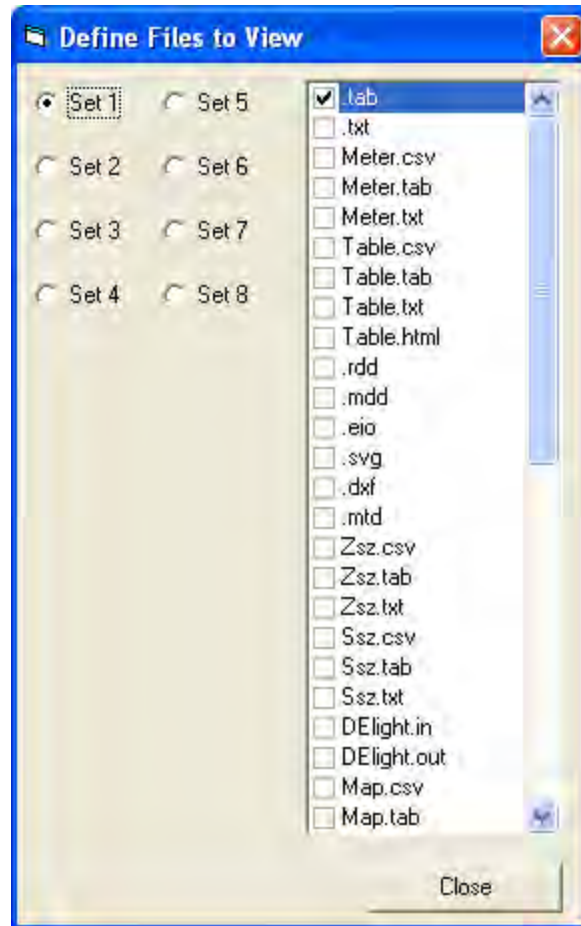 Define Files to View
Set 1
Set 5
Set 2
Set 6
Set 3
Set 7
Set 4
Set 8
.tab
.txt
Meter.csv
Meter.tab
Meter.txt
Table.csv
Table.tab
Table.txt
Table.html
.rdd
.mdd
.eio
.svg
.dxf
.mtd
Zsz.csv
Zsz.tab
Zsz.txt
Ssz.csv
Ssz.tab
Ssz.txt
DElight.in
DElight.out
Map.csv
Map.tab
Close